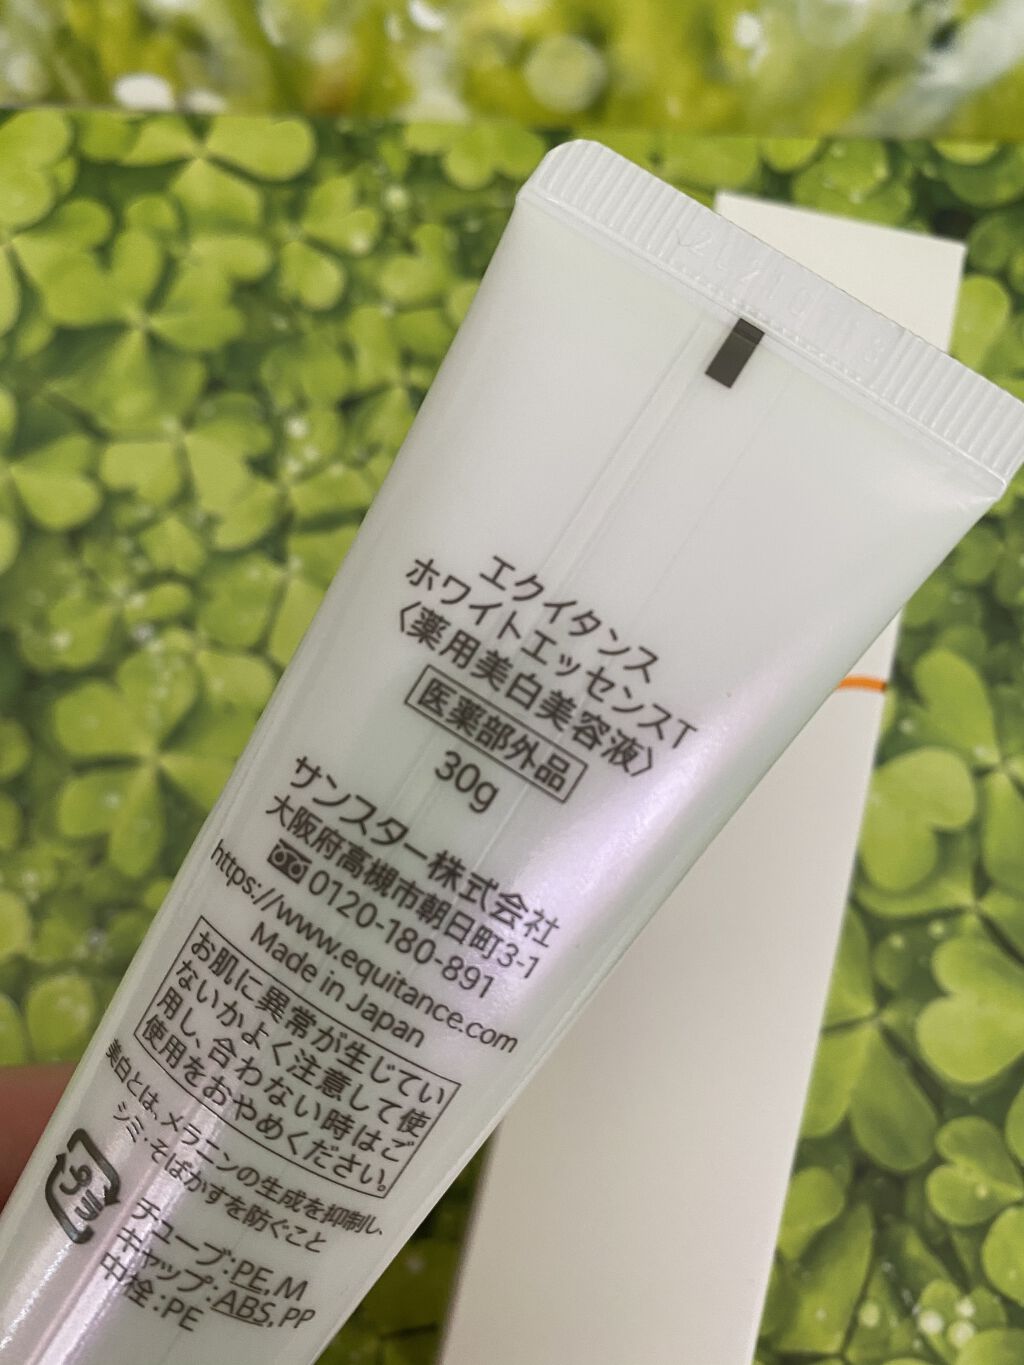 エクイタンス
ホワイトエッセンスT
〈薬用美白美容液〉
医薬部外品
30g
サンスター株式会社
大阪府高槻市朝日町3-1
0120-180-891
https://www.equitance.com
Made in Japan
お肌に異常が生じてい
ないかよく注意して使
用し、合わない時はご
使用をおやめください。
美白とは、メラニンの生成を抑制し、
シミ・そばかすを防ぐこと
プラ
チューブ:PE,M
キャップ:ABS,PP
中栓:PE